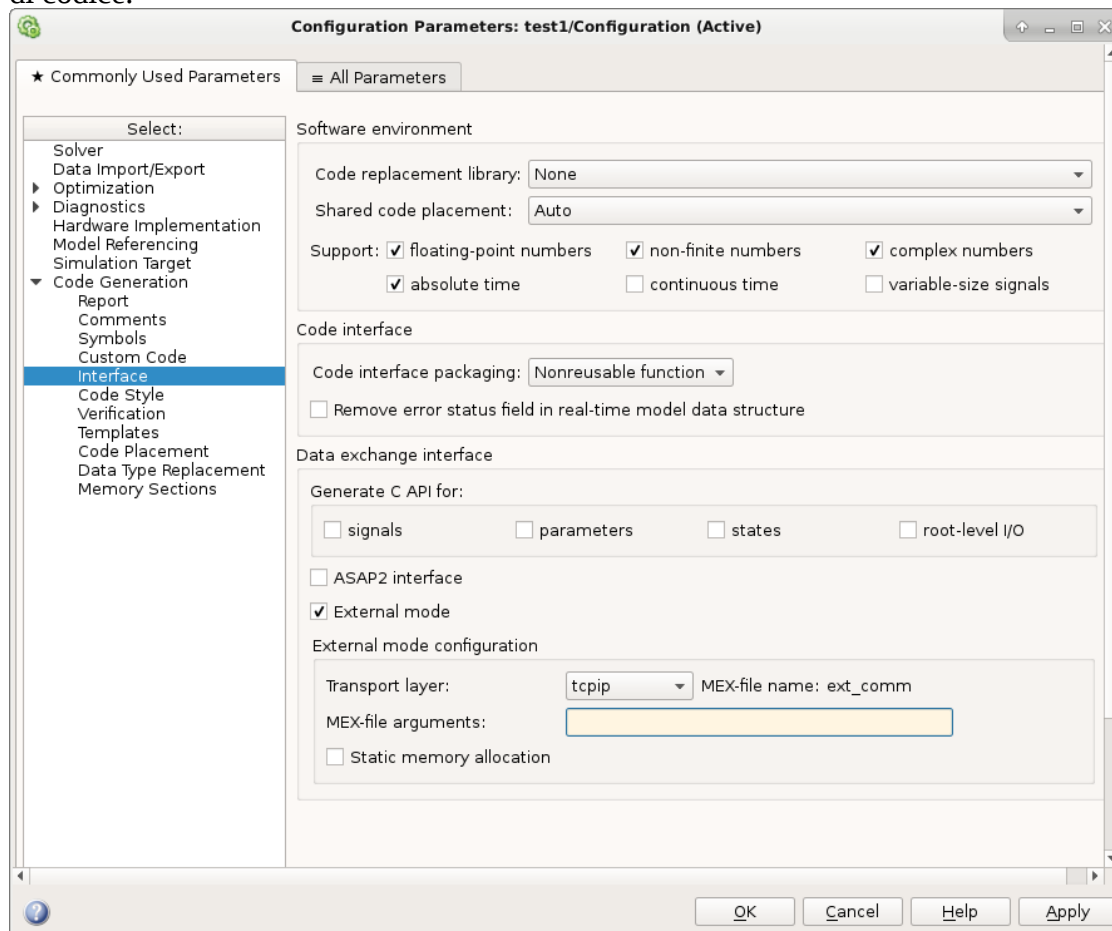 di codice.
Configuration Parameters: test1/Configuration (Active)
★ Commonly Used Parameters
≡ All Parameters
Select:
Solver
Data Import/Export
Optimization
Diagnostics
Hardware Implementation
Model Referencing
Simulation Target
Code Generation
Report
Comments
Symbols
Custom Code
Interface
Code Style
Verification
Templates
Code Placement
Data Type Replacement
Memory Sections
Software environment
Code replacement library: None
Shared code placement: Auto
Support: floating-point numbers non-finite numbers complex numbers
absolute time continuous time variable-size signals
Code interface
Code interface packaging: Nonreusable function
Remove error status field in real-time model data structure
Data exchange interface
Generate C API for:
signals parameters states root-level I/O
ASAP2 interface
External mode
External mode configuration
Transport layer: tcpip MEX-file name: ext_comm
MEX-file arguments:
Static memory allocation
OK Cancel Help Apply